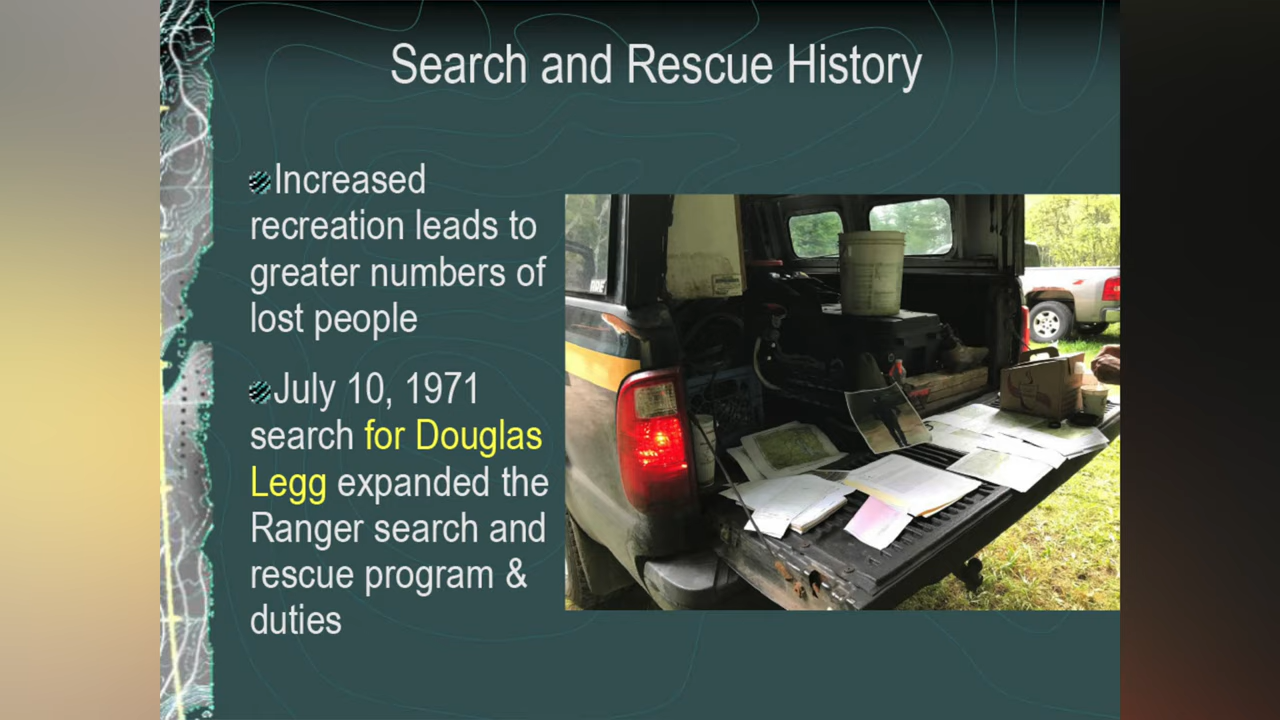 Search and Rescue History
Increased
recreation leads to
greater numbers of
lost people
July 10, 1971
search for Douglas
Legg expanded the
Ranger search and
rescue program &
duties